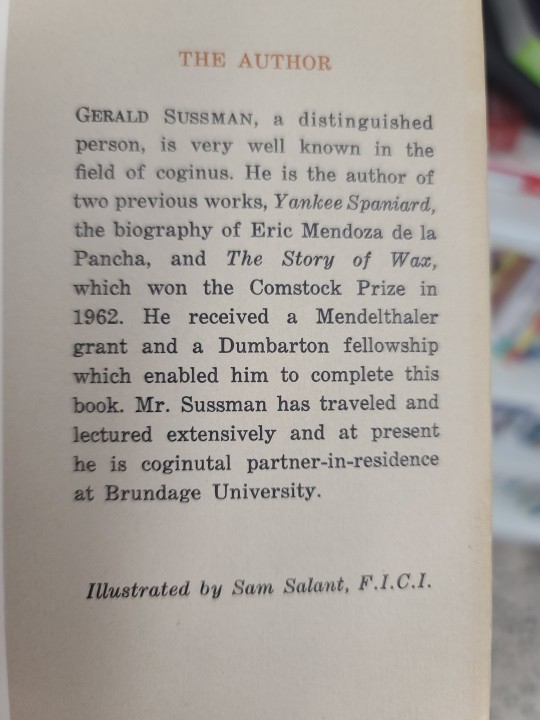 THE AUTHOR
GERALD SUSSMAN, a distinguished
person, is very well known in the
field of coginus. He is the author of
two previous works, Yankee Spaniard,
the biography of Eric Mendoza de la
Pancha, and The Story of Wax,
which won the Comstock Prize in
1962. He received a Mendelthaler
grant and a Dumbarton fellowship
which enabled him to complete this
book. Mr. Sussman has traveled and
lectured extensively and at present
he is coginutal partner-in-residence
at Brundage University.
Illustrated by Sam Salant, F.I.C.I.